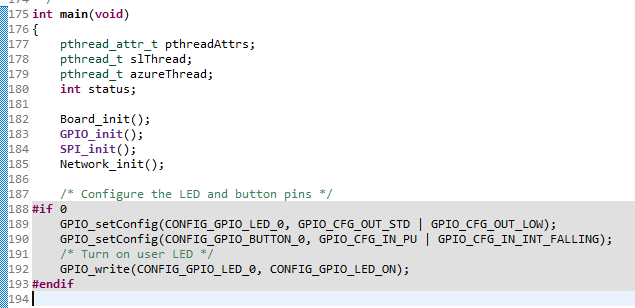 175 int main(void)
176 {
177     pthread_attr_t pthreadAttrs;
178     pthread_t slThread;
179     pthread_t azureThread;
180     int status;
181
182     Board_init();
183     GPIO_init();
184     SPI_init();
185     Network_init();
186
187     /* Configure the LED and button pins */
188 #if 0
189     GPIO_setConfig(CONFIG_GPIO_LED_0, GPIO_CFG_OUT_STD | GPIO_CFG_OUT_LOW);
190     GPIO_setConfig(CONFIG_GPIO_BUTTON_0, GPIO_CFG_IN_PU | GPIO_CFG_IN_INT_FALLING);
191     /* Turn on user LED */
192     GPIO_write(CONFIG_GPIO_LED_0, CONFIG_GPIO_LED_ON);
193 #endif
194